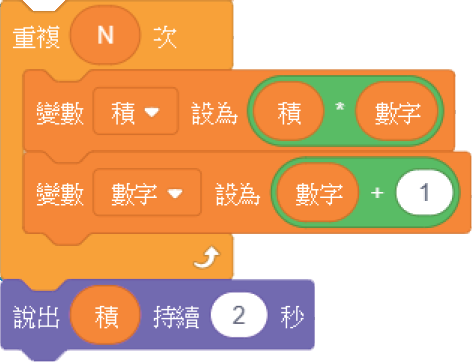 重複 N 次
變數 積 設為 積 * 數字
變數 數字 設為 數字 + 1
說出 積 持續 2 秒